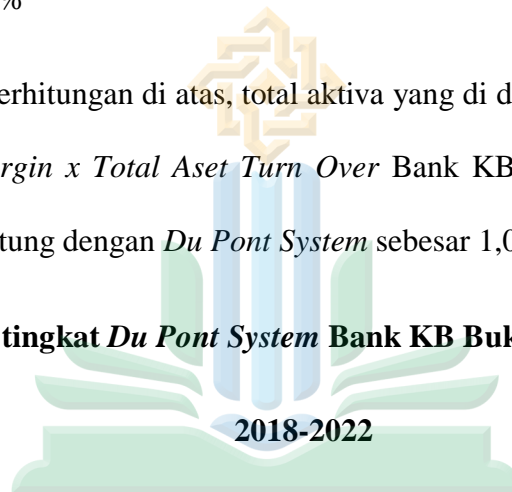 %
erhitungan di atas, total aktiva yang di d
rgin x Total Aset Turn Over Bank KB
tung dengan Du Pont System sebesar 1,0
tingkat Du Pont System Bank KB Buk
2018-2022